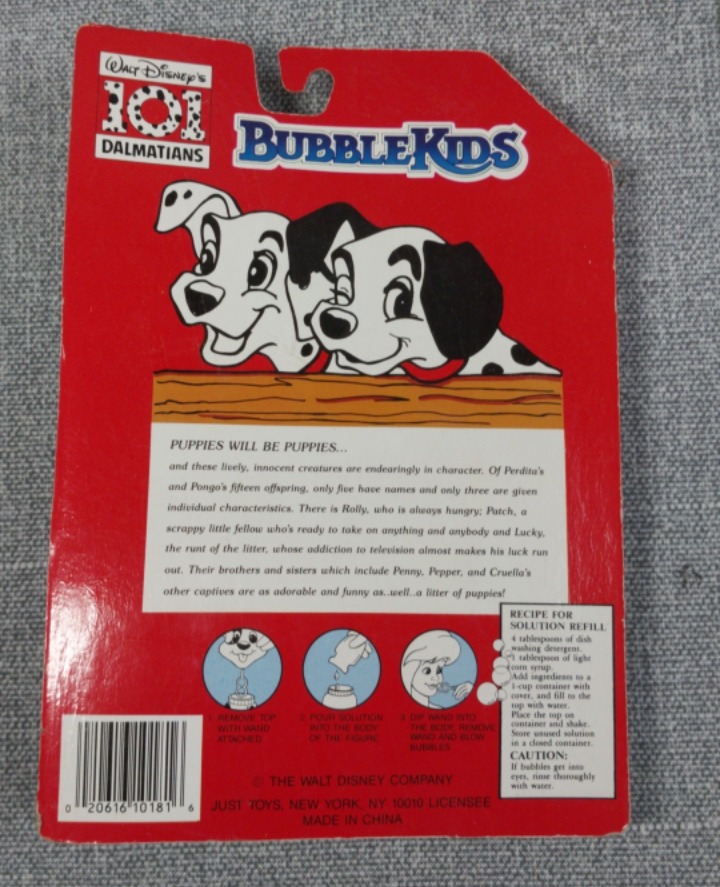 WALT DISNEY'S
101
DALMATIANS
BUBBLEKIDS
PUPPIES WILL BE PUPPIES...
and these lively, innocent creatures are endearingly in character. Of Perdita's
and Pongo's fifteen offspring, only five have names and only three are given
individual characteristics. There is Rolly, who is always hungry; Patch, a
scrappy little fellow who's ready to take on anything and anybody and Lucky,
the runt of the litter, whose addiction to television almost makes his luck run
out. Their brothers and sisters which include Penny, Pepper, and Cruella's
other captives are as adorable and funny as..well..a litter of puppies!
1. REMOVE TOP
WITH WAND
ATTACHED
2. POUR SOLUTION
INTO THE BODY
OF THE FIGURE
3. DIP WAND INTO
THE BODY, REMOVE
WAND AND BLOW
BUBBLES
RECIPE FOR
SOLUTION REFILL
4 tablespoons of dish
washing detergent.
1 tablespoon of light
corn syrup.
Add ingredients to a
1-cup container with
cover, and fill to the
top with water.
Place the top on
container and shake.
Store unused solution
in a closed container.
CAUTION:
If bubbles get into
eyes, rinse thoroughly
with water.
0 20616 10181 6
© THE WALT DISNEY COMPANY
JUST TOYS, NEW YORK, NY 10010 LICENSEE
MADE IN CHINA